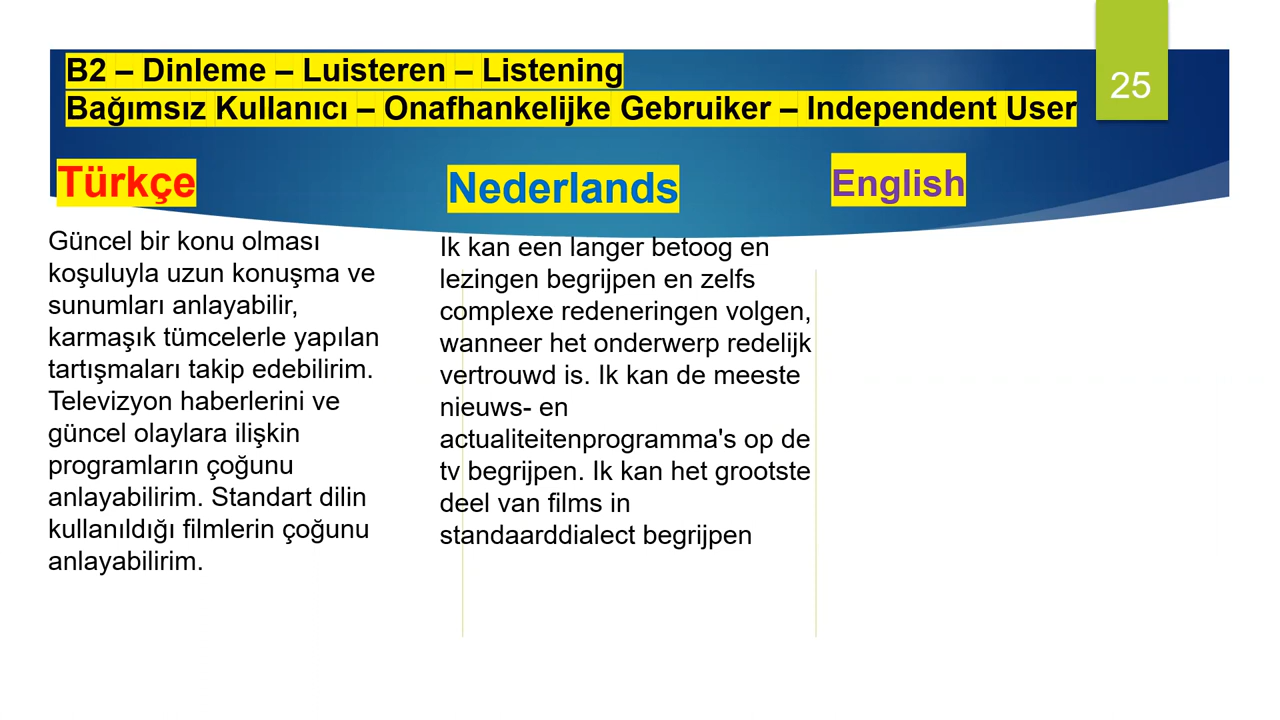 B2 – Dinleme – Luisteren – Listening
Bağımsız Kullanıcı – Onafhankelijke Gebruiker – Independent User
25
Türkçe
Güncel bir konu olması
koşuluyla uzun konuşma ve
sunumları anlayabilir,
karmaşık tümcelerle yapılan
tartışmaları takip edebilirim.
Televizyon haberlerini ve
güncel olaylara ilişkin
programların çoğunu
anlayabilirim. Standart dilin
kullanıldığı filmlerin çoğunu
anlayabilirim.
Nederlands
Ik kan een langer betoog en
lezingen begrijpen en zelfs
complexe redeneringen volgen,
wanneer het onderwerp redelijk
vertrouwd is. Ik kan de meeste
nieuws- en
actualiteitenprogramma's op de
tv begrijpen. Ik kan het grootste
deel van films in
standaarddialect begrijpen
English